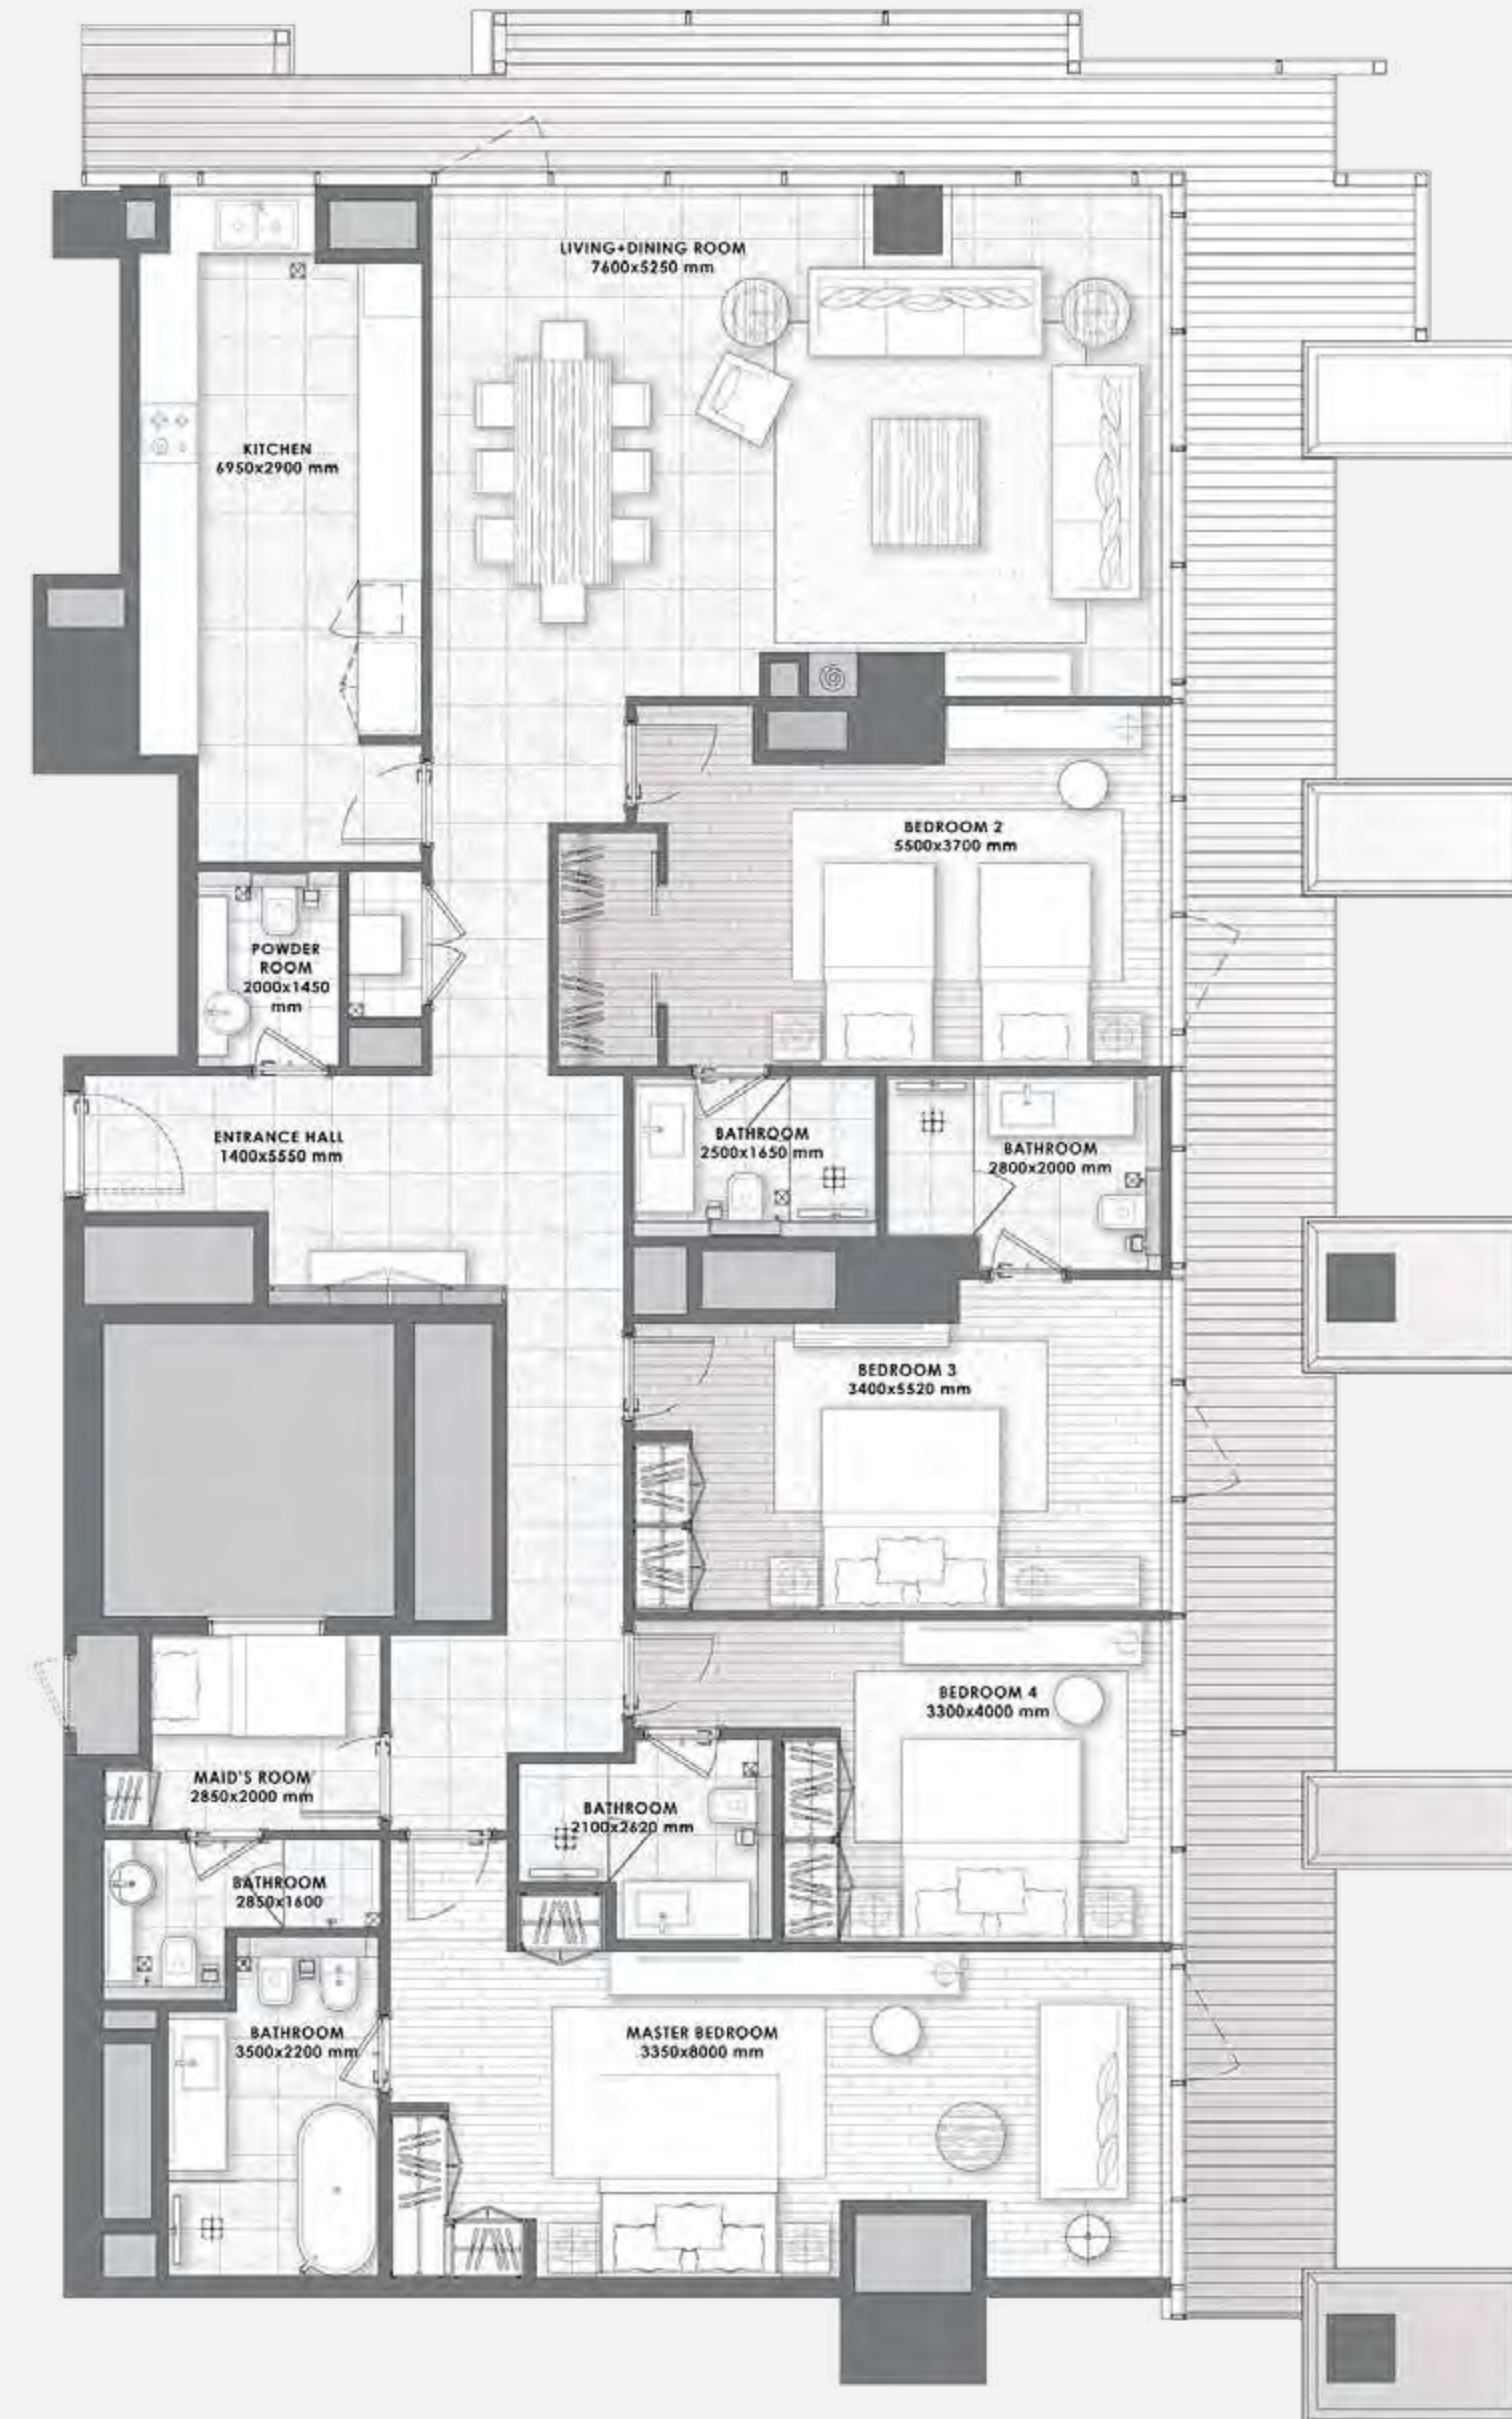 LIVING+DINING ROOM
7600x5250 mm
KITCHEN
6950x2900 mm
BEDROOM 2
5500x3700 mm
POWDER
ROOM
2000x1450
mm
ENTRANCE HALL
1400x5550 mm
BATHROOM
2500x1650 mm
BATHROOM
2800x2000 mm
BEDROOM 3
3400x5520 mm
BEDROOM 4
3300x4000 mm
MAID'S ROOM
2850x2000 mm
BATHROOM
2100x2620 mm
BATHROOM
2850x1600
BATHROOM
3500x2200 mm
MASTER BEDROOM
3350x8000 mm